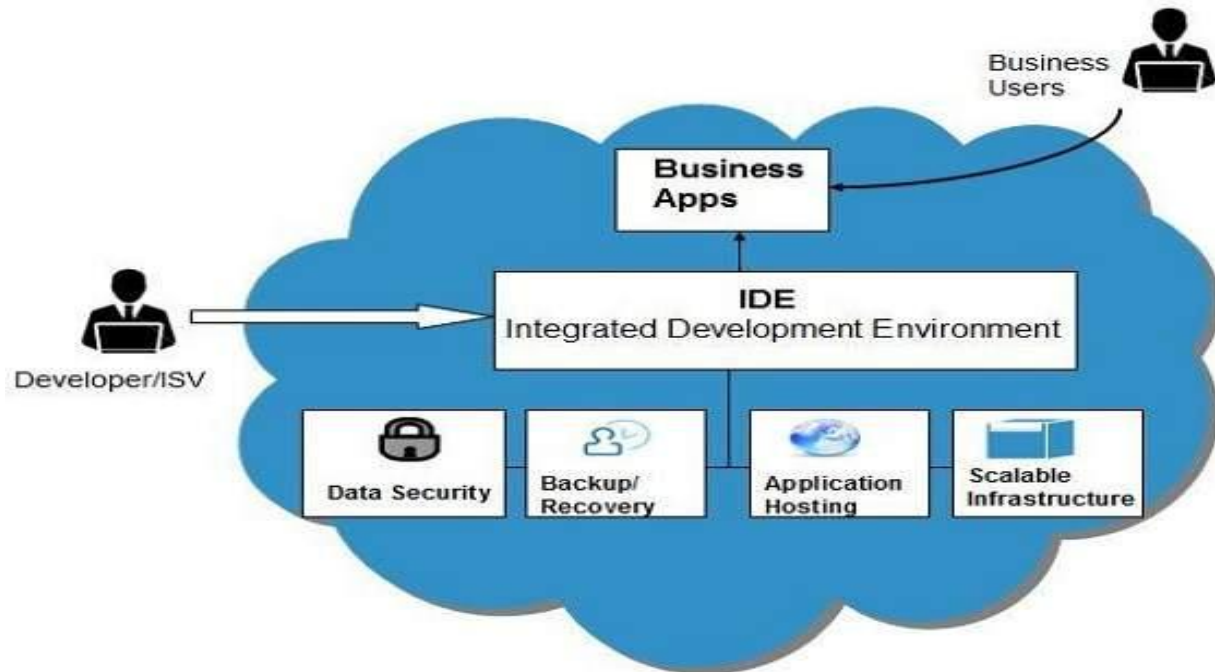 Business
Users
Business
Apps
IDE
Integrated Development Environment
Developer/ISV
Data Security
Backup/
Recovery
Application
Hosting
Scalable
Infrastructure